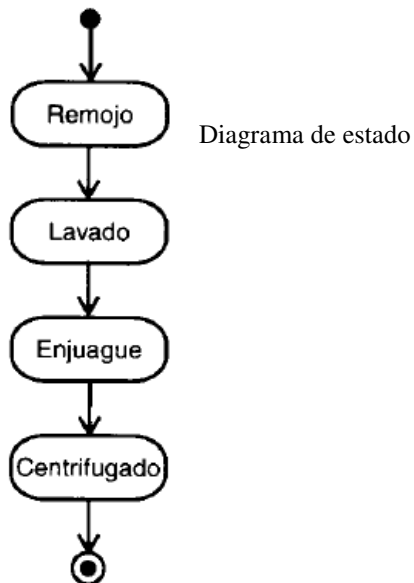 Remojo
Diagrama de estado
Lavado
Enjuague
Centrifugado